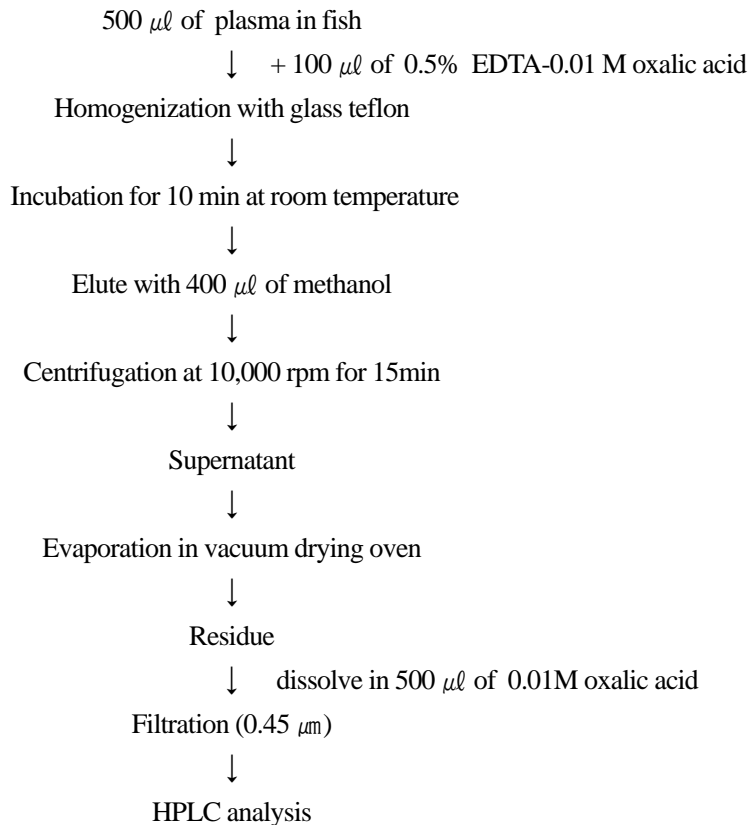 500 ㎕ of plasma in fish
↓ + 100 ㎕ of 0.5% EDTA-0.01 M oxalic acid
Homogenization with glass teflon
↓
Incubation for 10 min at room temperature
↓
Elute with 400 ㎕ of methanol
↓
Centrifugation at 10,000 rpm for 15min
↓
Supernatant
↓
Evaporation in vacuum drying oven
↓
Residue
↓ dissolve in 500 ㎕ of 0.01M oxalic acid
Filtration (0.45 ㎛)
↓
HPLC analysis